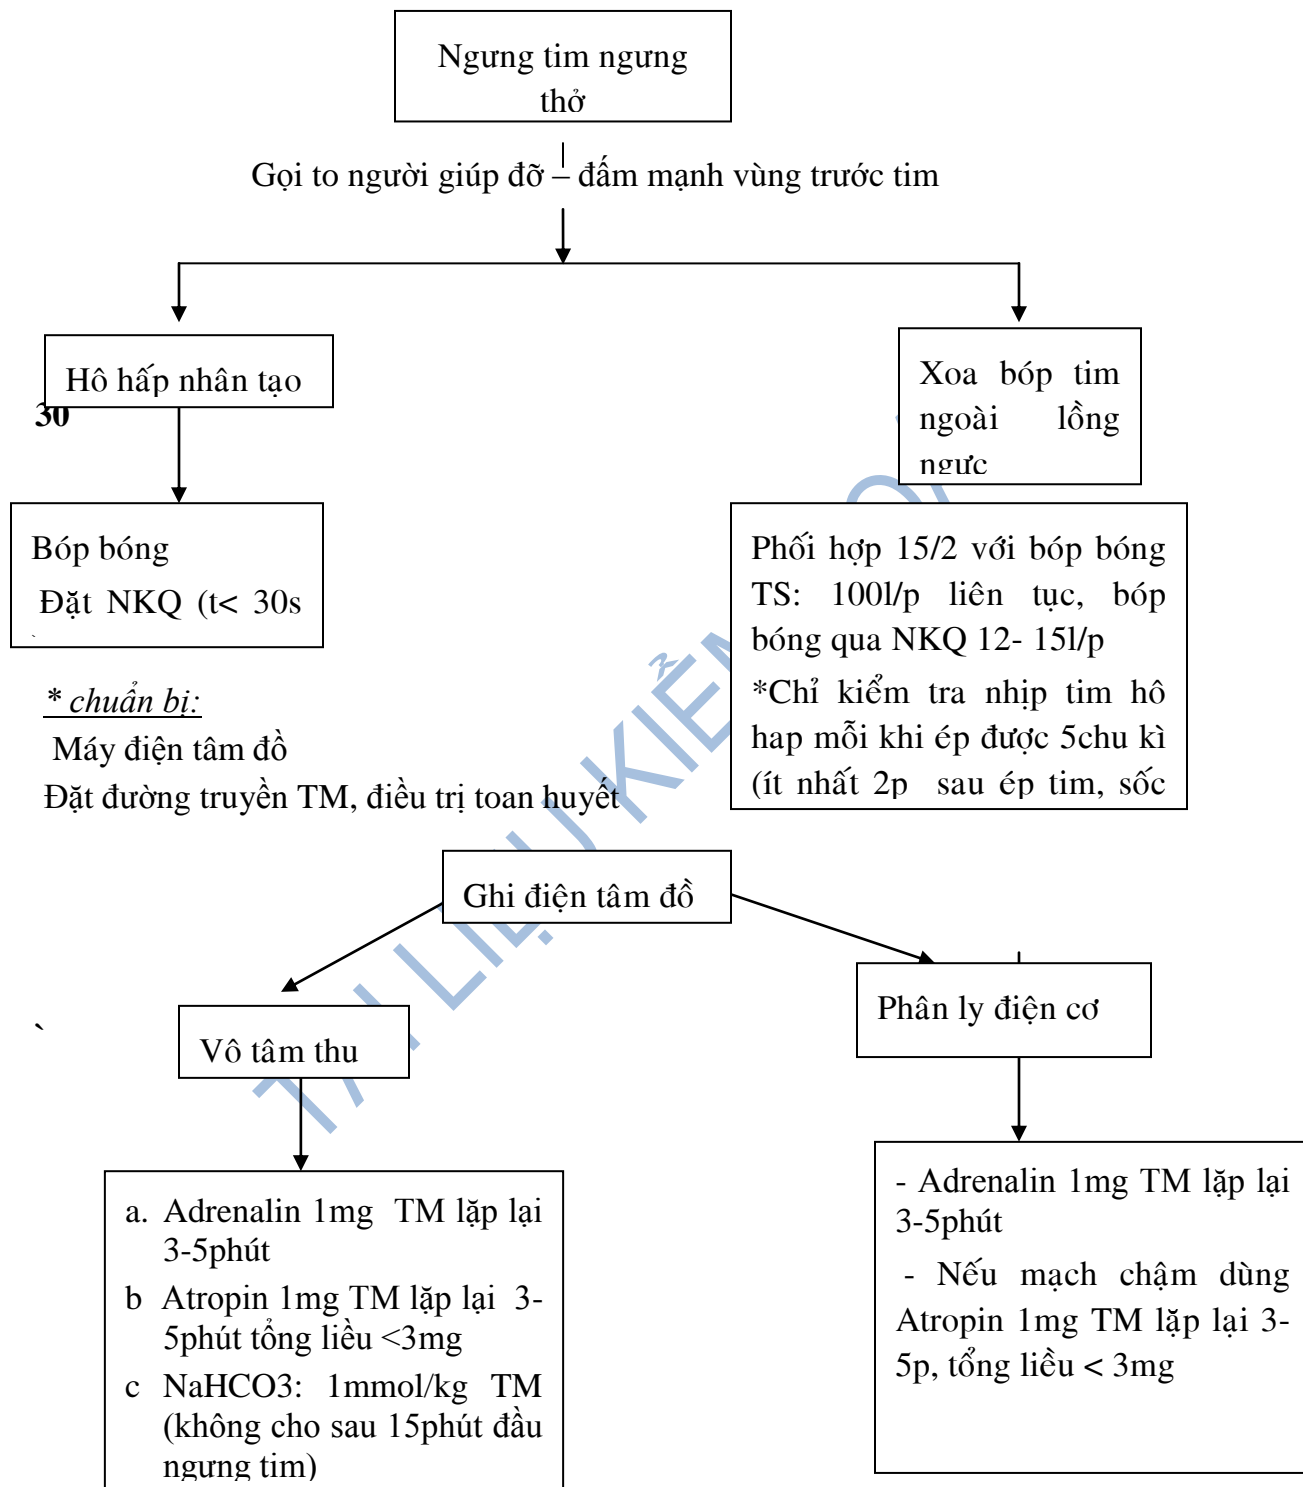 Ngưng tim ngưng
thở
Gọi to người giúp đỡ – đấm mạnh vùng trước tim
Hô hấp nhân tạo
30
Xoa bóp tim
ngoài lồng
ngực
Bóp bóng
Đặt NKQ (t< 30s
Phối hợp 15/2 với bóp bóng
TS: 100l/p liên tục, bóp
bóng qua NKQ 12- 15l/p
*Chỉ kiểm tra nhịp tim hô
hap mỗi khi ép được 5chu kì
(ít nhất 2p sau ép tim, sốc
* chuẩn bị:
Máy điện tâm đồ
Đặt đường truyền TM, điều trị toan huyết
Ghi điện tâm đồ
Vô tâm thu
Phân ly điện cơ
`
a. Adrenalin 1mg TM lặp lại
3-5phút
b Atropin 1mg TM lặp lại 3-
5phút tổng liều <3mg
c NaHCO3: 1mmol/kg TM
(không cho sau 15phút đầu
ngưng tim)
- Adrenalin 1mg TM lặp lại
3-5phút
- Nếu mạch chậm dùng
Atropin 1mg TM lặp lại 3-
5p, tổng liều < 3mg
TÀI LIỆU KIỂM